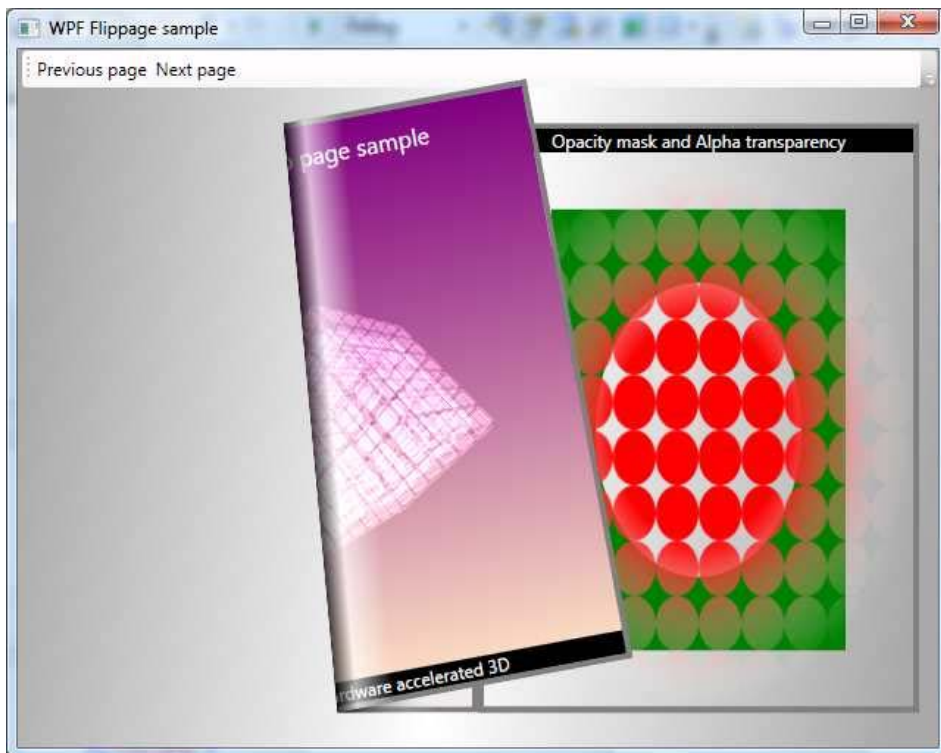 WPF Flippage sample
Previous page Next page
page sample
Opacity mask and Alpha transparency
rdware accelerated 3D